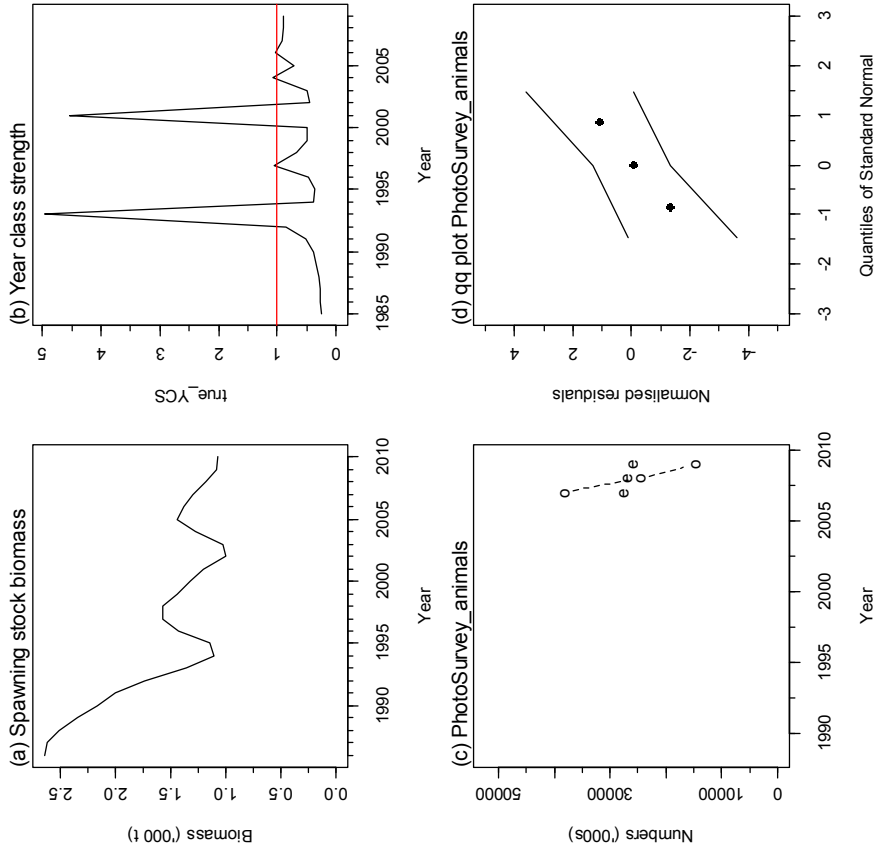 (a) Spawning stock biomass
Biomass ('000 t)
0.0 0.5 1.0 1.5 2.0 2.5
1990 1995 2000 2005 2010
Year
(b) Year class strength
true_YCS
0 1 2 3 4 5
1985 1990 1995 2000 2005
Year
(c) PhotoSurvey_animals
Numbers ('000s)
0 10000 30000 50000
o
e
e
e
o
o
1990 1995 2000 2005 2010
Year
(d) qq plot PhotoSurvey_animals
Normalised residuals
-4 -2 0 2 4
-3 -2 -1 0 1 2 3
Quantiles of Standard Normal